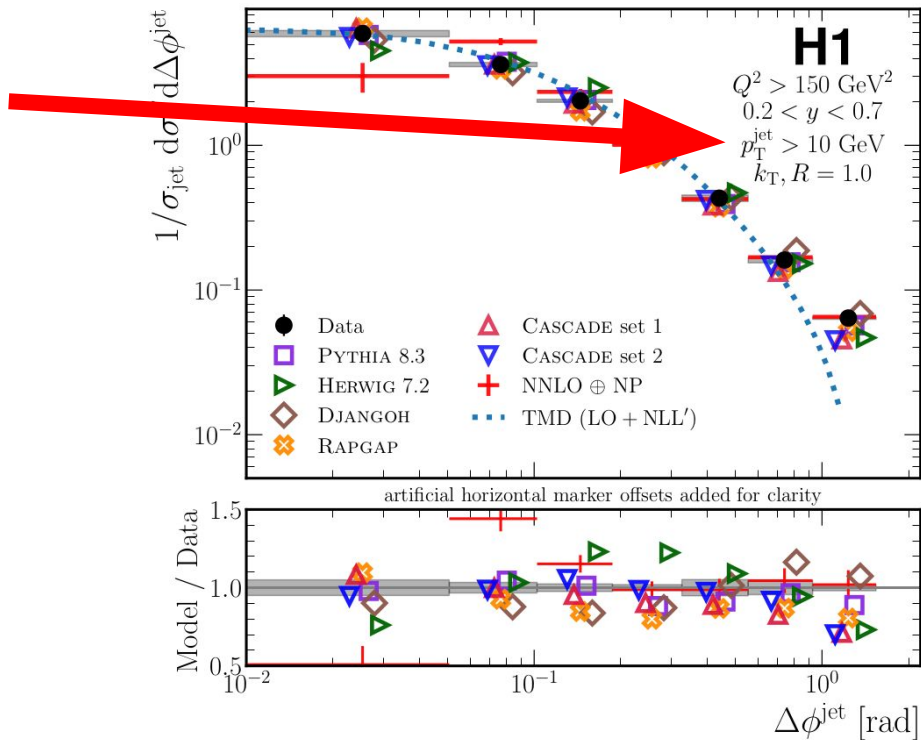 H1
Q² > 150 GeV²
0.2 < y < 0.7
p_T^jet > 10 GeV
k_T, R = 1.0
1/σ_jet dσ d∆ϕ^jet
10⁰
10⁻¹
10⁻²
Data
PYTHIA 8.3
HERWIG 7.2
DJANGOH
RAPGAP
CASCADE set 1
CASCADE set 2
NNLO ⊕ NP
TMD (LO + NLL′)
artificial horizontal marker offsets added for clarity
Model / Data
1.5
1.0
0.5
10⁻²
10⁻¹
10⁰
∆ϕ^jet [rad]